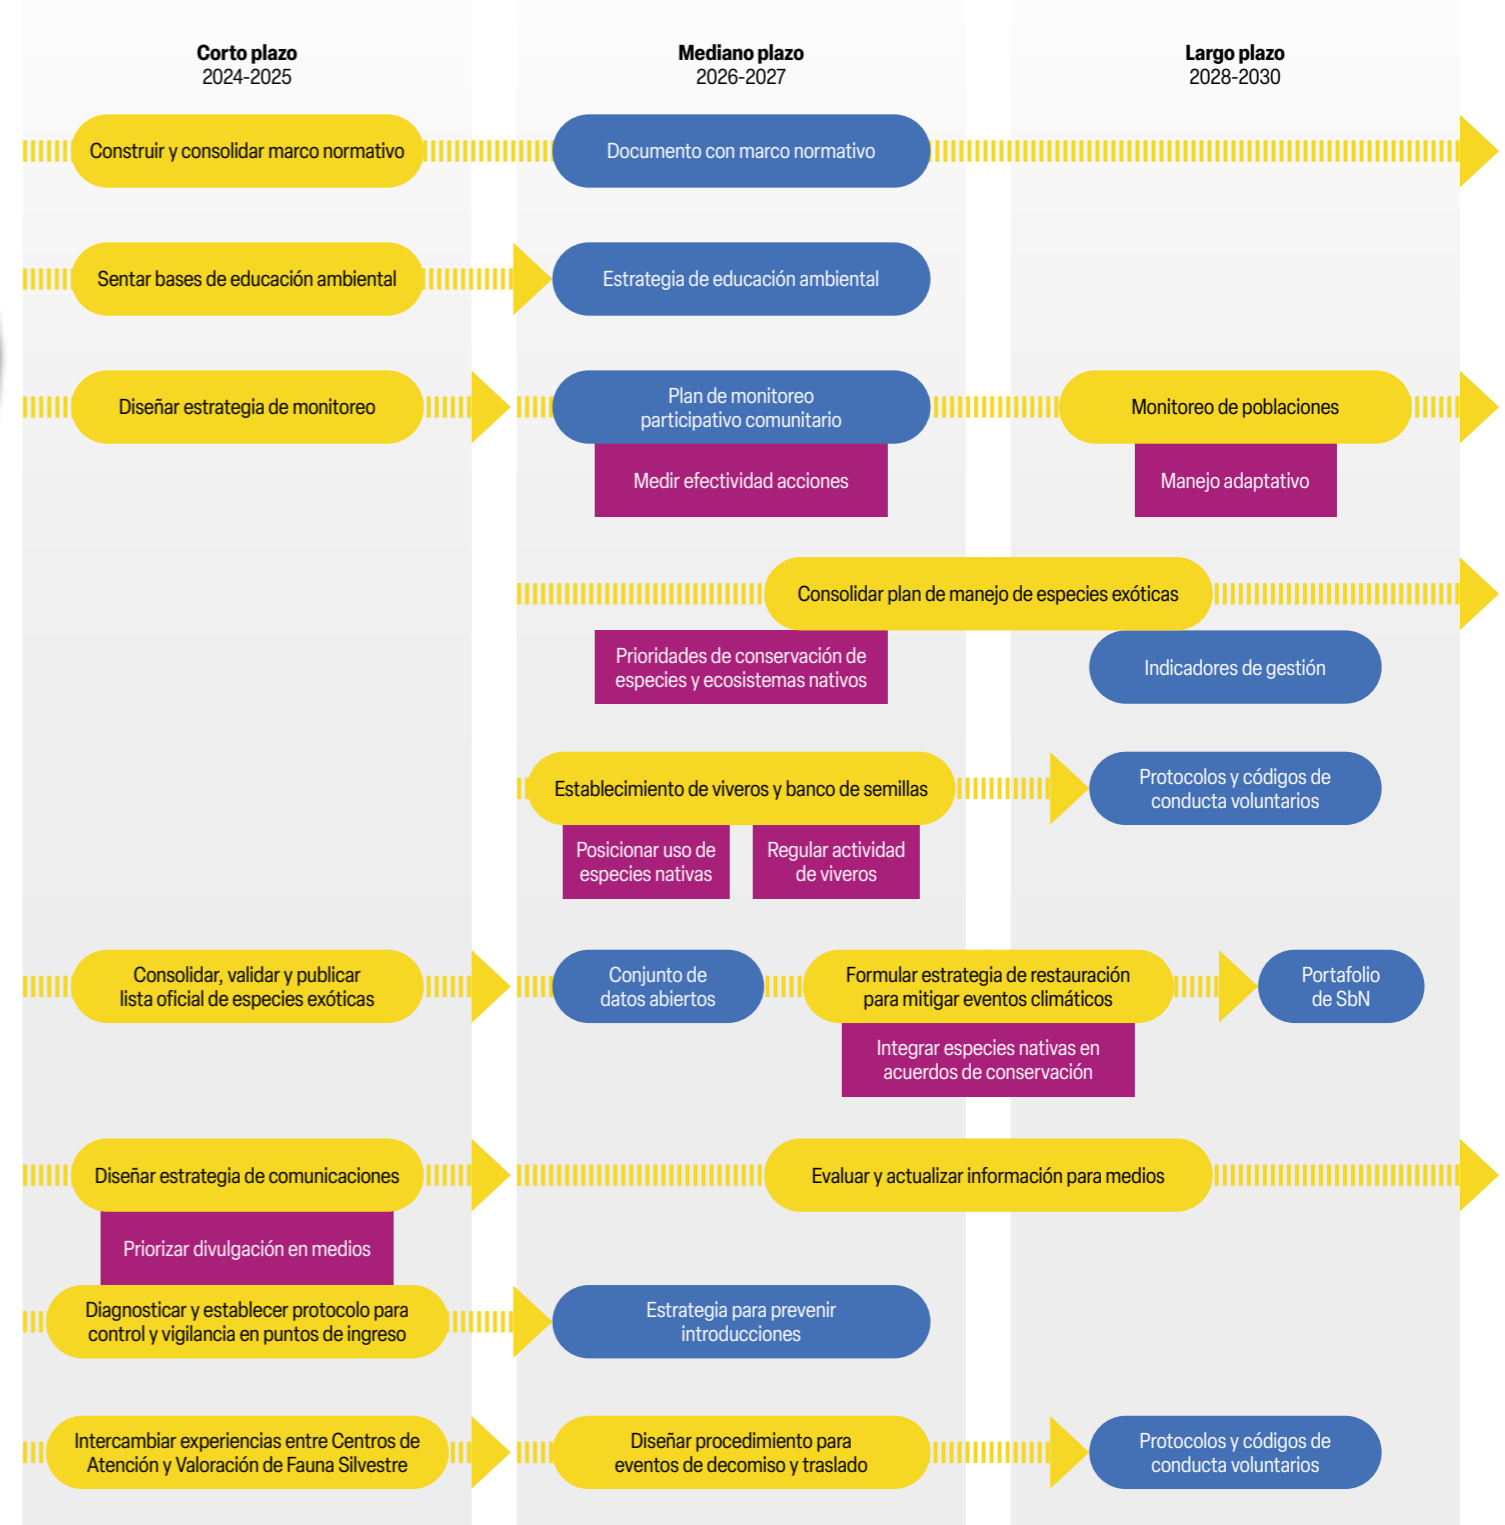 Corto plazo
2024-2025
Mediano plazo
2026-2027
Largo plazo
2028-2030
Construir y consolidar marco normativo
Documento con marco normativo
Sentar bases de educación ambiental
Estrategia de educación ambiental
Diseñar estrategia de monitoreo
Plan de monitoreo
participativo comunitario
Monitoreo de poblaciones
Medir efectividad acciones
Manejo adaptativo
Consolidar plan de manejo de especies exóticas
Prioridades de conservación de
especies y ecosistemas nativos
Indicadores de gestión
Establecimiento de viveros y banco de semillas
Protocolos y códigos de
conducta voluntarios
Posicionar uso de
especies nativas
Regular actividad
de viveros
Consolidar, validar y publicar
lista oficial de especies exóticas
Conjunto de
datos abiertos
Formular estrategia de restauración
para mitigar eventos climáticos
Portafolio
de SbN
Integrar especies nativas en
acuerdos de conservación
Diseñar estrategia de comunicaciones
Evaluar y actualizar información para medios
Priorizar divulgación en medios
Diagnosticar y establecer protocolo para
control y vigilancia en puntos de ingreso
Estrategia para prevenir
introducciones
Intercambiar experiencias entre Centros de
Atención y Valoración de Fauna Silvestre
Diseñar procedimiento para
eventos de decomiso y traslado
Protocolos y códigos de
conducta voluntarios